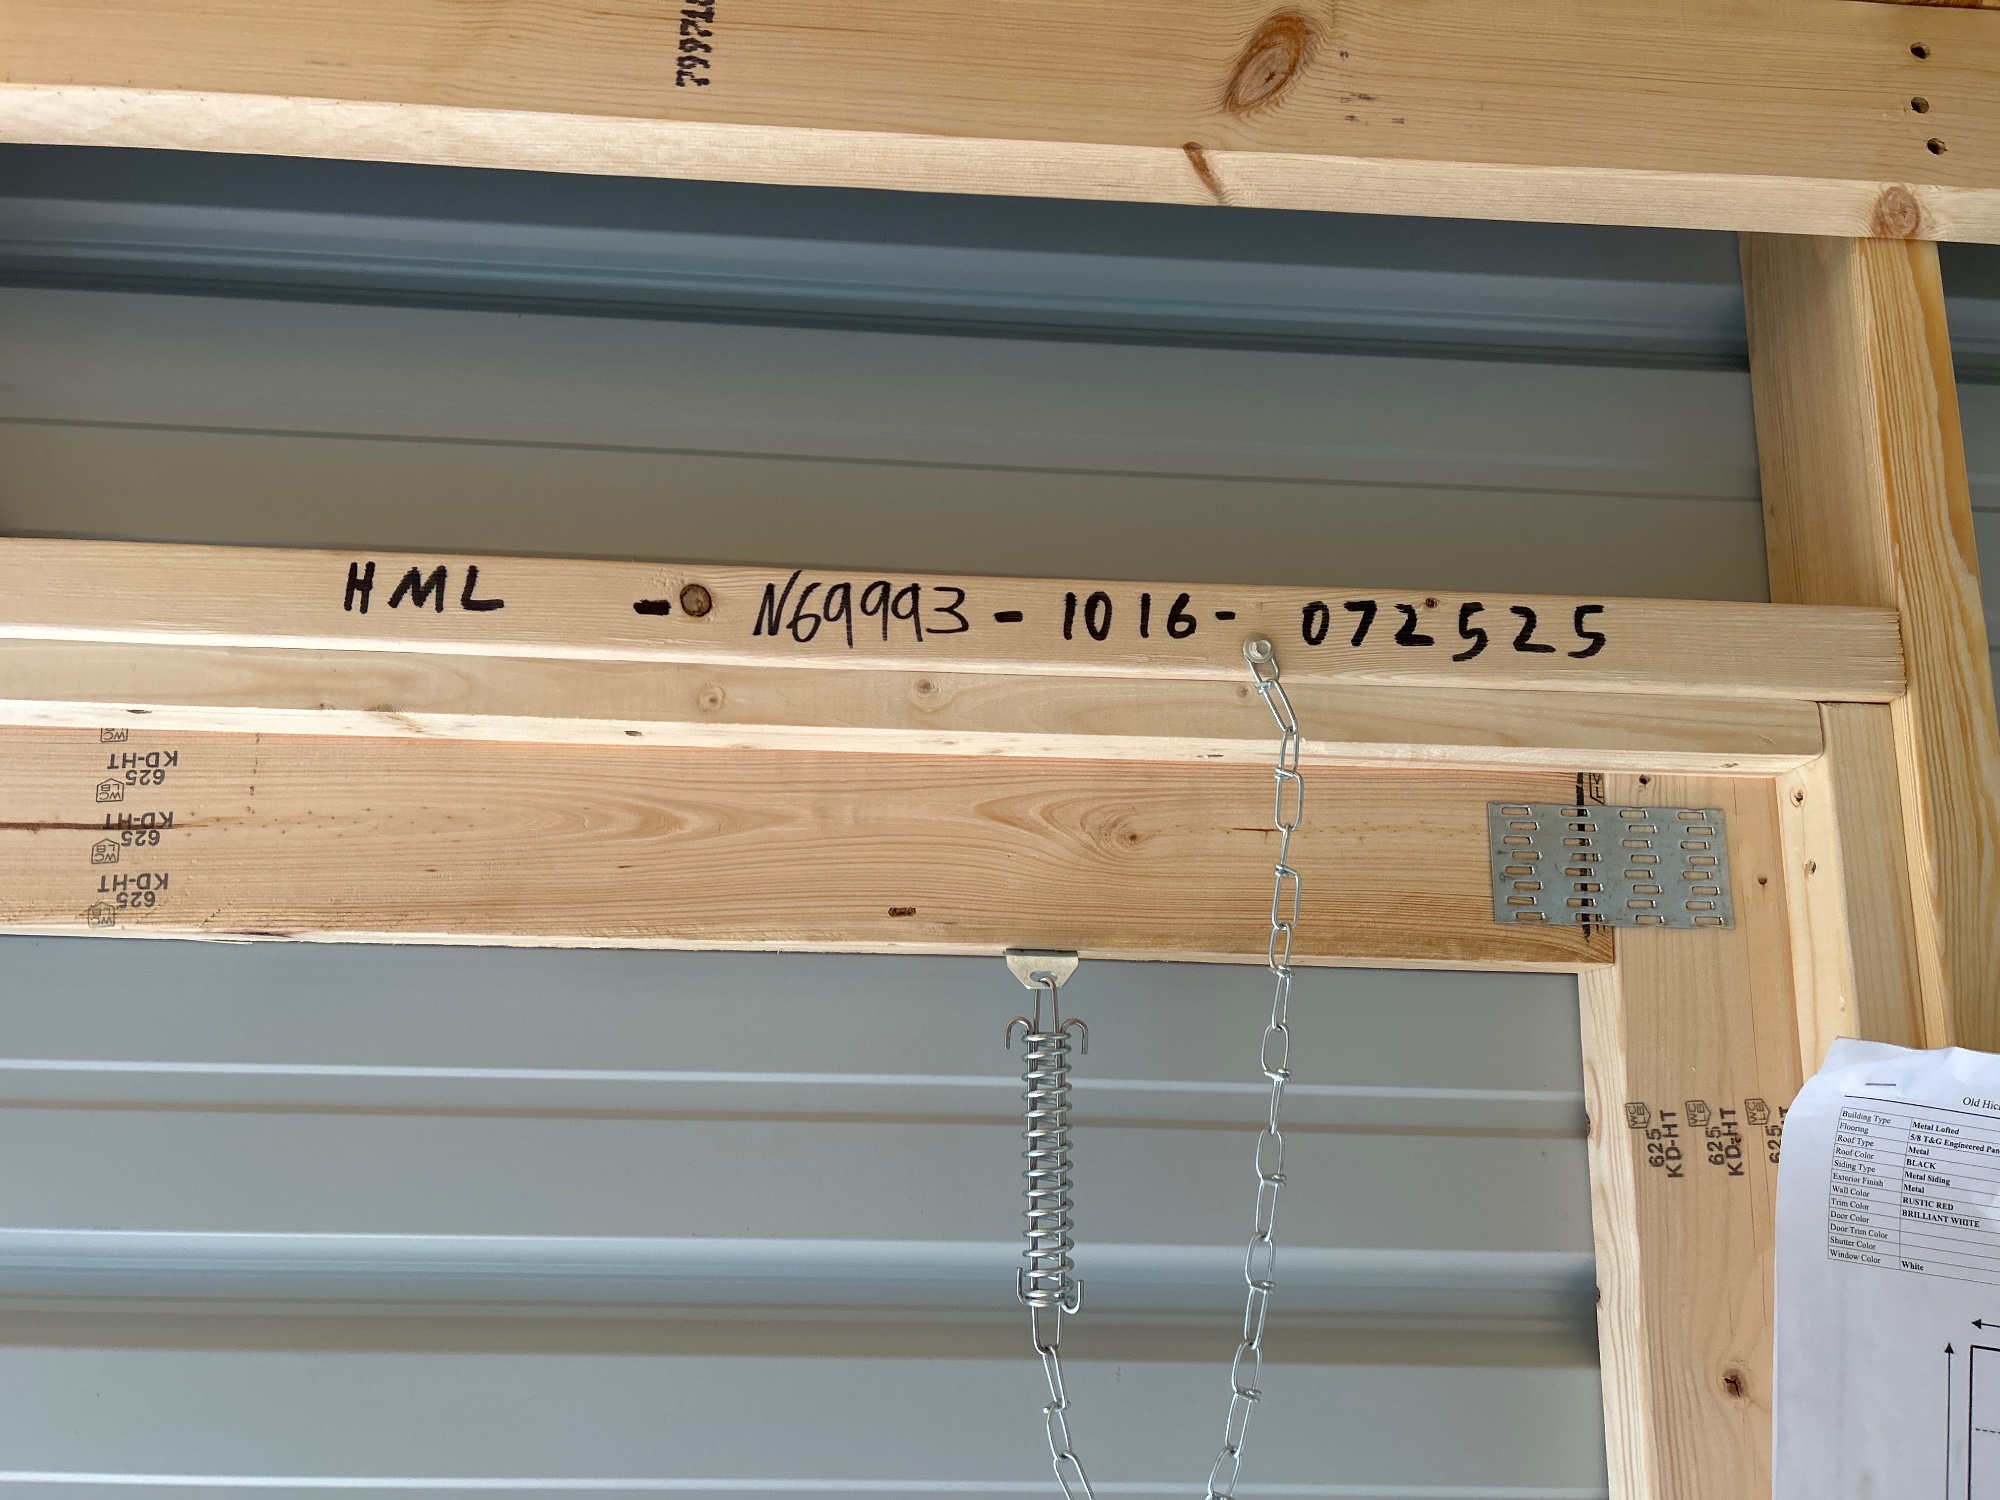 HML - N69993 - 1016 - 072525
KD-HT
625
KD-HT
625
KD-HT
625
625
KD-HT
625
KD-HT
625
Building Type Metal Lofted
Flooring 5/8 T&G Engineered
Roof Type Metal
Roof Color BLACK
Siding Type Metal Siding
Exterior Finish Metal
Wall Color RUSTIC RED
Trim Color BRILLIANT WHITE
Door Color
Door Trim Color
Shutter Color
Window Color White